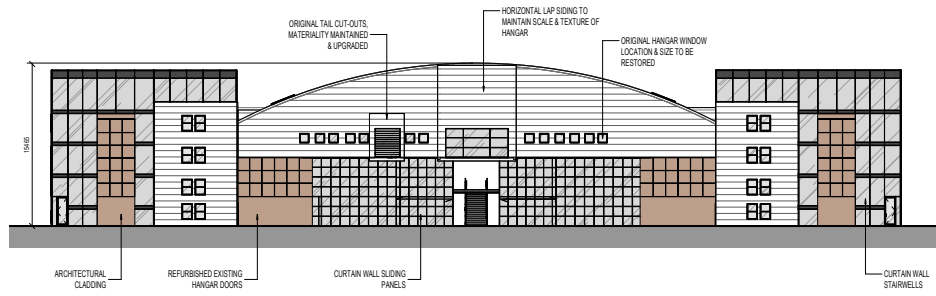 ORIGINAL TAIL CUT-OUTS,
MATERIALITY MAINTAINED
& UPGRADED
HORIZONTAL LAP SIDING TO
MAINTAIN SCALE & TEXTURE OF
HANGAR
ORIGINAL HANGAR WINDOW
LOCATION & SIZE TO BE
RESTORED
15465
ARCHITECTURAL
CLADDING
REFURBISHED EXISTING
HANGAR DOORS
CURTAIN WALL SLIDING
PANELS
CURTAIN WALL
STAIRWELLS